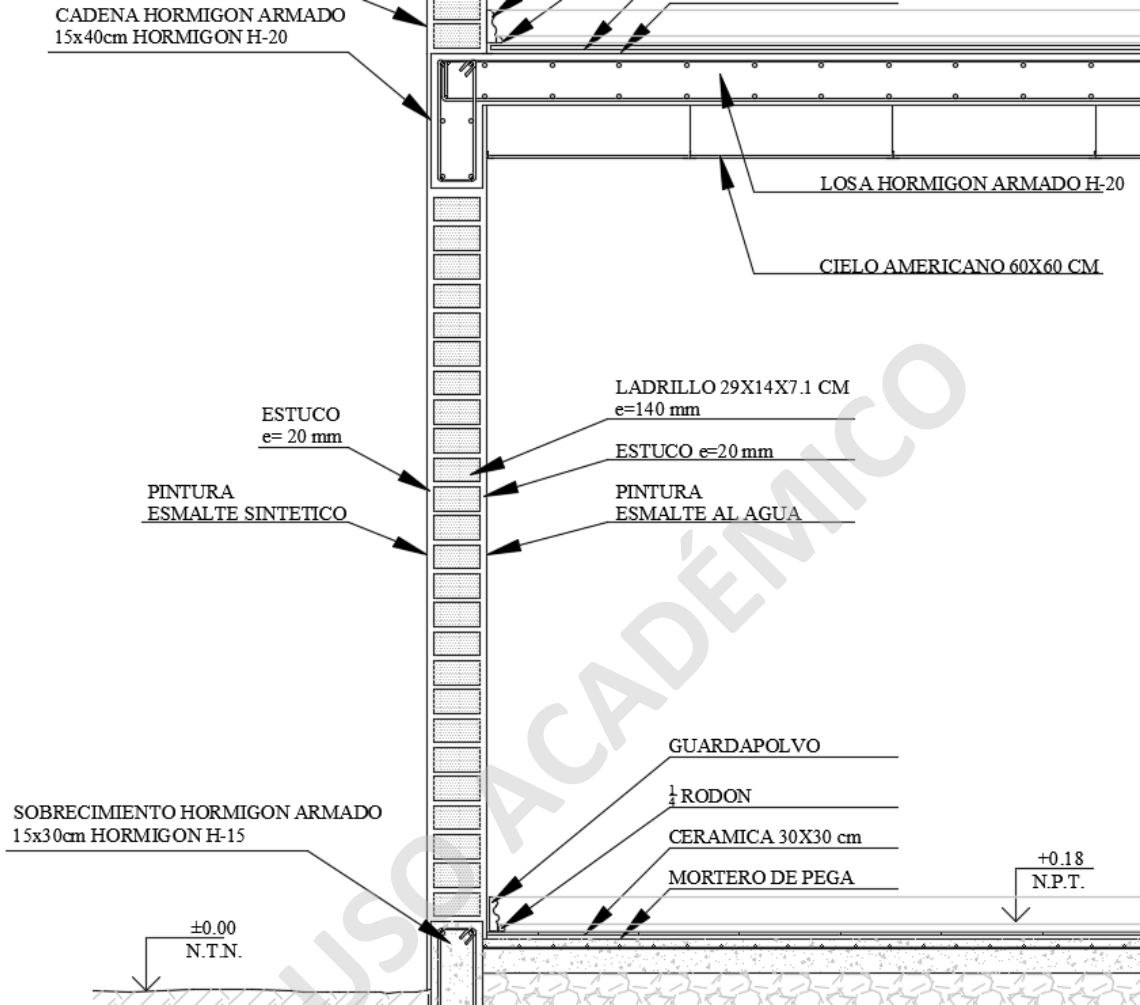 CADENA HORMIGON ARMADO
15x40cm HORMIGON H-20
LOSA HORMIGON ARMADO H-20
CIELO AMERICANO 60X60 CM
LADRILLO 29X14X7.1 CM
e=140 mm
ESTUCO
e= 20 mm
ESTUCO e=20 mm
PINTURA
ESMALTE SINTETICO
PINTURA
ESMALTE AL AGUA
GUARDAPOLVO
¼ RODON
SOBRECIMIENTO HORMIGON ARMADO
15x30cm HORMIGON H-15
CERAMICA 30X30 cm
MORTERO DE PEGA
+0.18
N.P.T.
±0.00
N.T.N.
USO ACADÉMICO